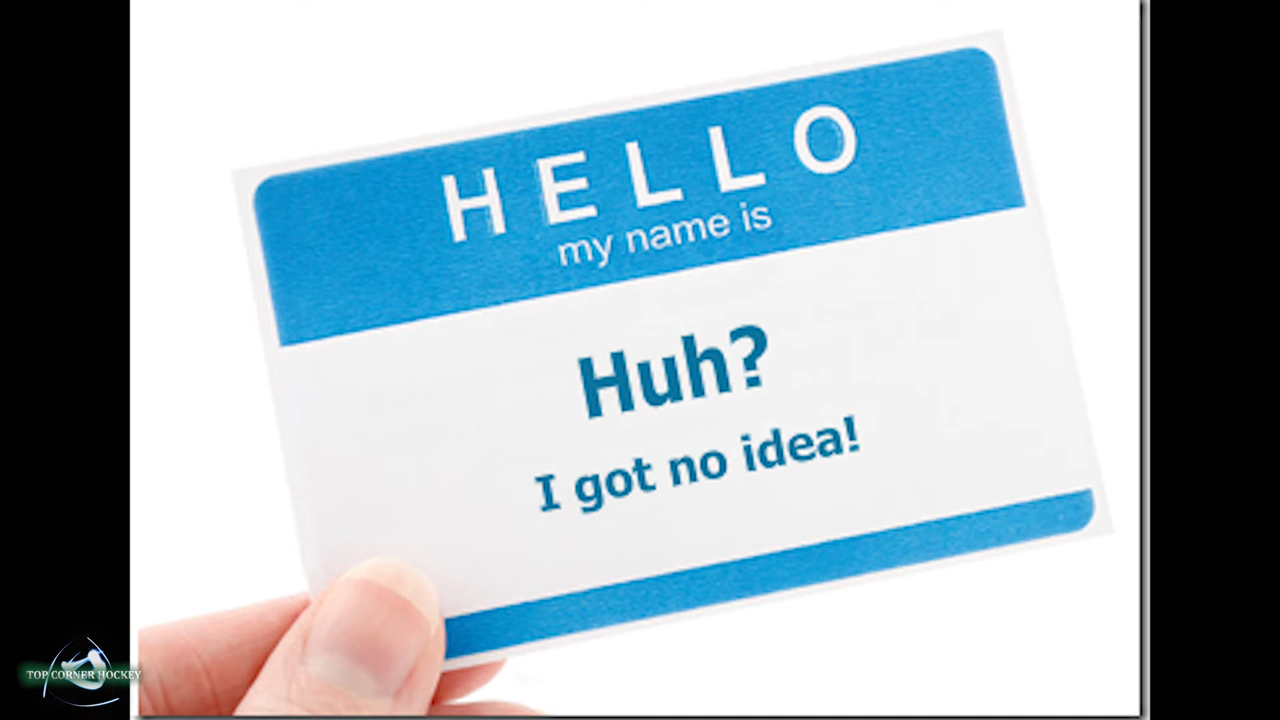 HELLO
my name is
Huh?
I got no idea!
TOP CORNER HOCKEY